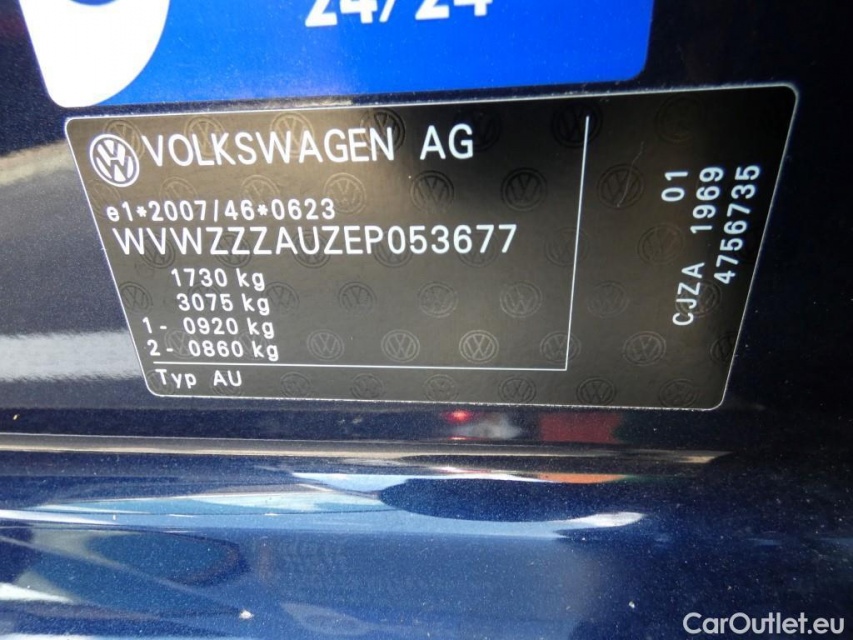 24/24
VOLKSWAGEN AG
e1*2007/46*0623
WVWZZZAUZEP053677
1730 kg
3075 kg
1- 0920 kg
2- 0860 kg
Typ AU
01
CJZA 1969
4756735
CarOutlet.eu